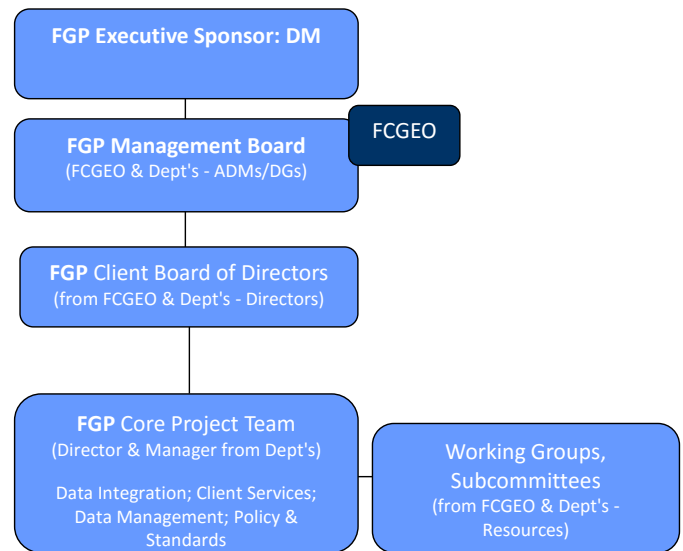 FGP Executive Sponsor: DM
FCGEO
FGP Management Board
(FCGEO & Dept's - ADMs/DGs)
FGP Client Board of Directors
(from FCGEO & Dept's - Directors)
FGP Core Project Team
(Director & Manager from Dept's)
Data Integration; Client Services;
Data Management; Policy &
Standards
Working Groups,
Subcommittees
(from FCGEO & Dept's -
Resources)